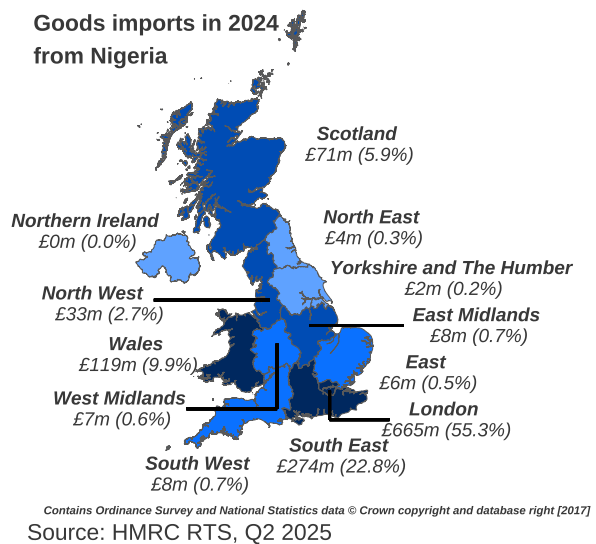 Goods imports in 2024
from Nigeria
Scotland
£71m (5.9%)
Northern Ireland
£0m (0.0%)
North East
£4m (0.3%)
Yorkshire and The Humber
£2m (0.2%)
North West
£33m (2.7%)
East Midlands
£8m (0.7%)
Wales
£119m (9.9%)
East
£6m (0.5%)
West Midlands
£7m (0.6%)
London
£665m (55.3%)
South East
£274m (22.8%)
South West
£8m (0.7%)
Contains Ordinance Survey and National Statistics data © Crown copyright and database right [2017]
Source: HMRC RTS, Q2 2025